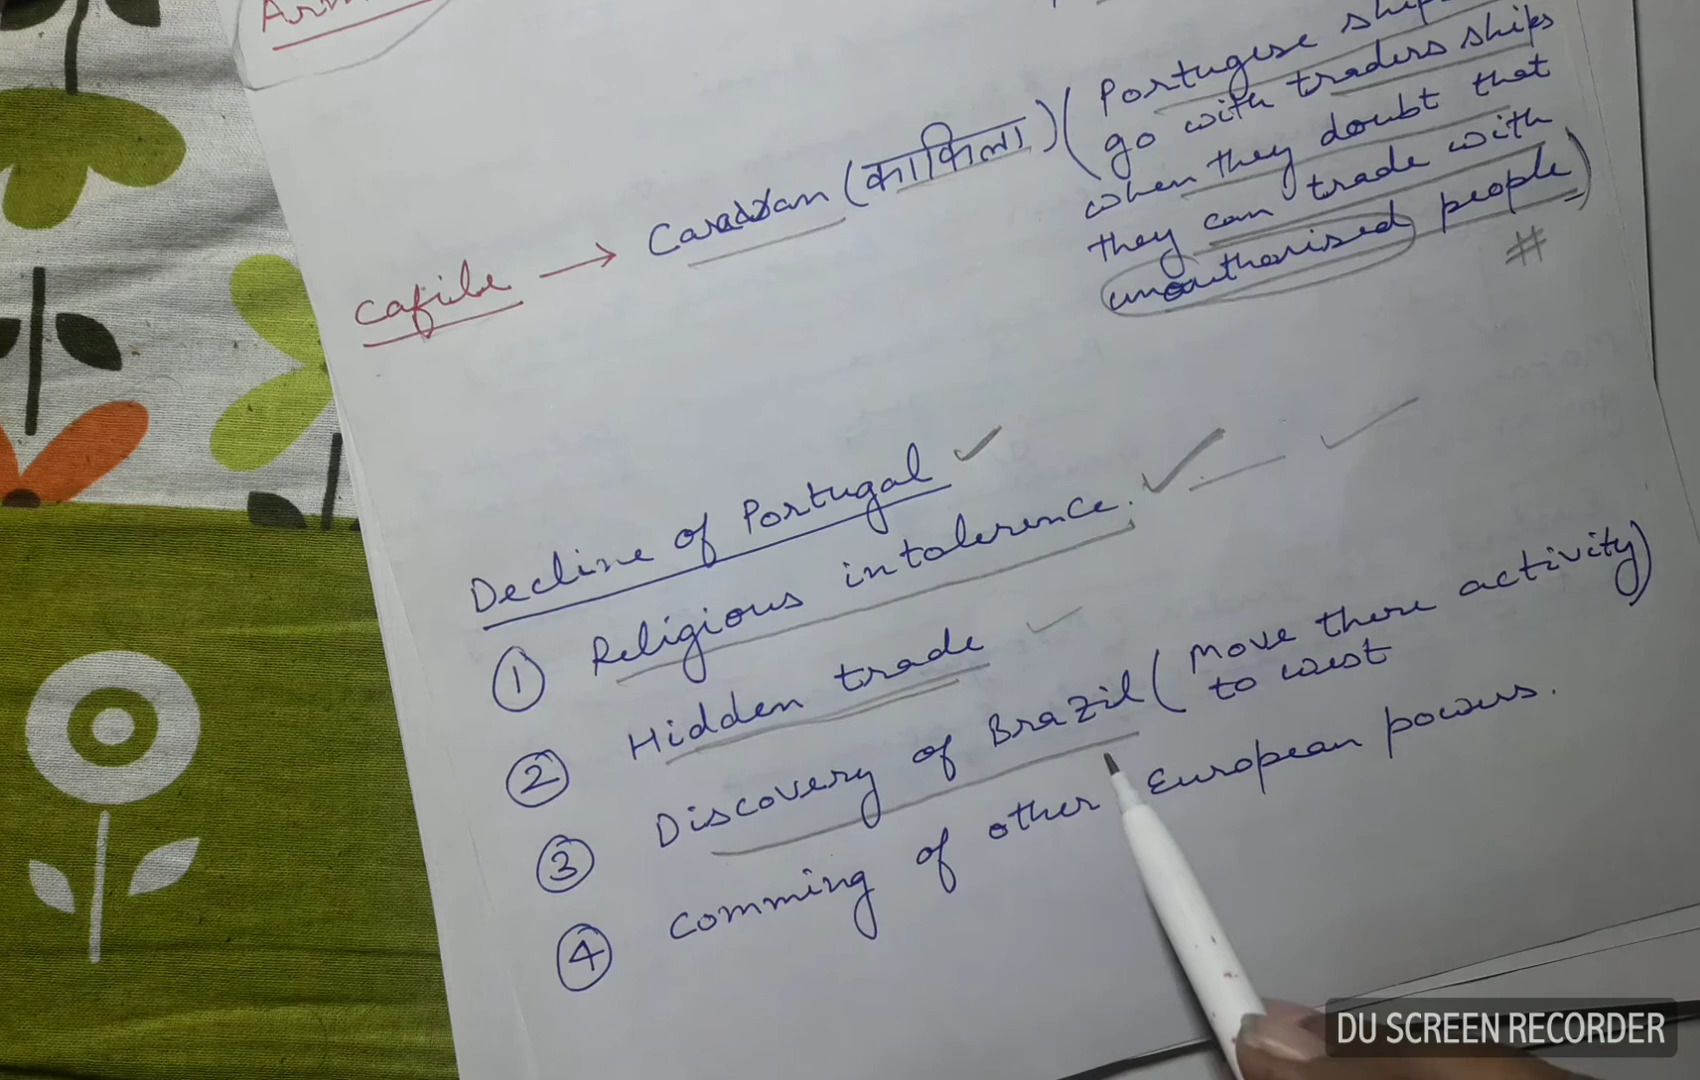 Portugese ships
go with traders ships
when they doubt that
they can trade with
unauthorised people)
#
cafile → Caravan (काफिला) (
Decline of Portugal
① Religious intolerence.
② Hidden trade
③ Discovery of Brazil (Move there activity)
to west
④ Comming of other European powers.
DU SCREEN RECORDER